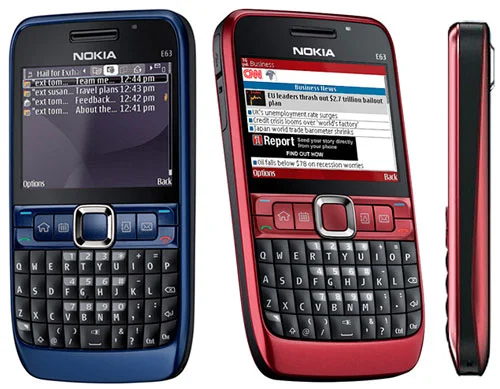 NOKIA
E63
Mail for Exch.
"ext tom... Team me... 12:44 pm
"ext susan... Travel plans 12:43 pm
"ext tom... Feedback... 12:42 pm
"ext tom... About the... 12:41 pm
Options Back
Q W E R T Y U I O P
A S D F G H J K L
Z X C V B N M
Ctrl
NOKIA
E63
Business
CNN
Business News
EU leaders thrash out $2.7 trillion bailout
plan
UK's unemployment rate surges
Credit crisis looms over 'world's factory'
Japan world trade barometer shrinks
iReport
Send your story directly
from your phone
FIND OUT HOW
Oil falls below $78 on recession worries
Options Back
Q W E R T Y U I O P
A S D F G H J K L
Z X C V B N M
Chr Ctrl